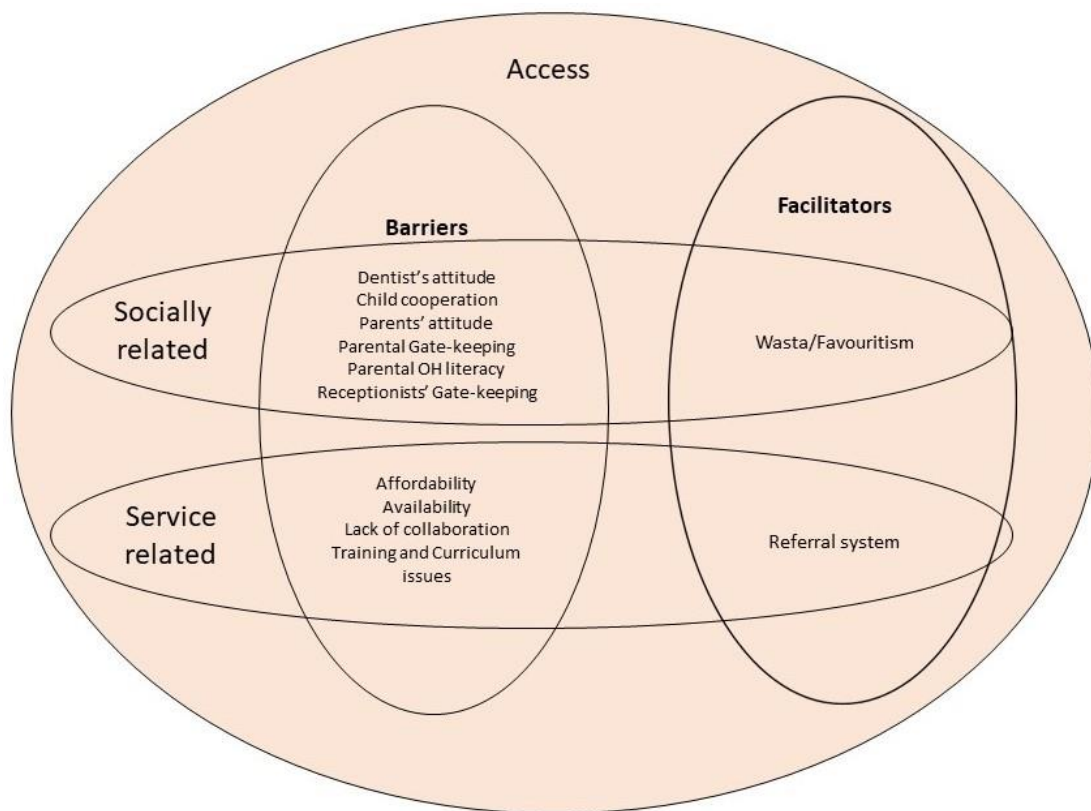 Access
Barriers
Facilitators
Socially
related
Dentist's attitude
Child cooperation
Parents' attitude
Parental Gate-keeping
Parental OH literacy
Receptionists' Gate-keeping
Wasta/Favouritism
Service
related
Affordability
Availability
Lack of collaboration
Training and Curriculum
issues
Referral system